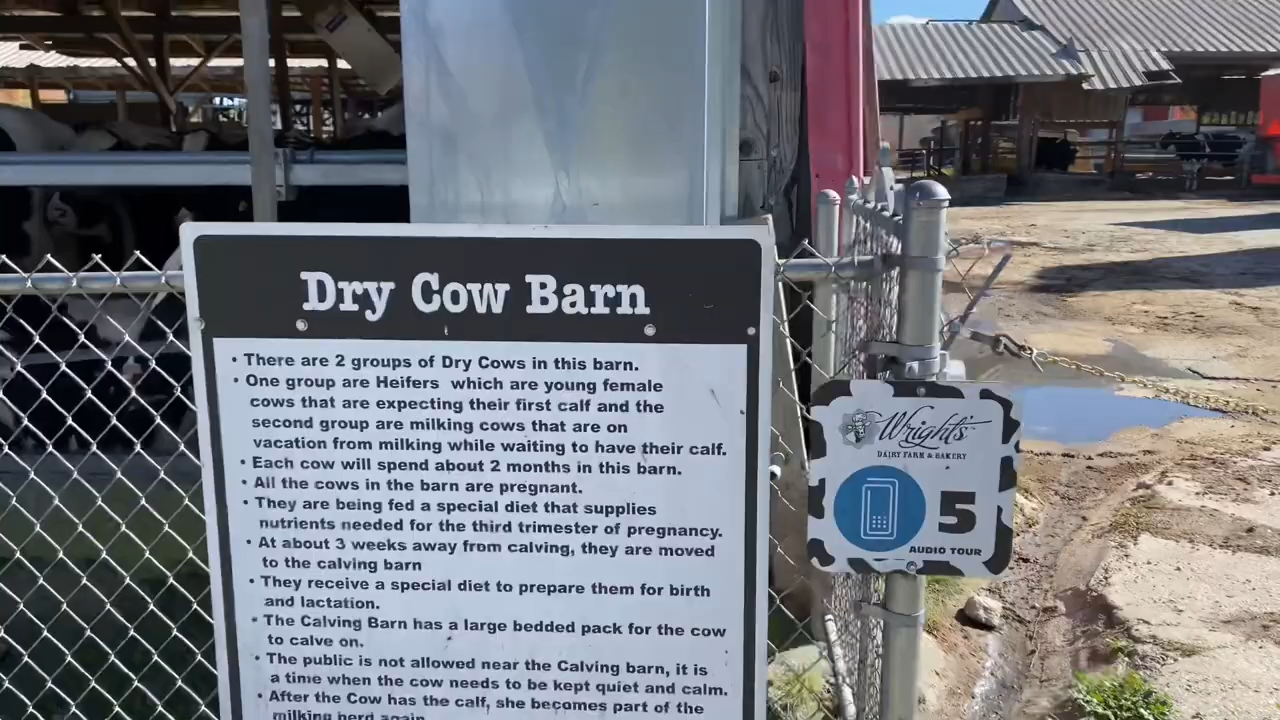 Dry Cow Barn
• There are 2 groups of Dry Cows in this barn.
• One group are Heifers which are young female
cows that are expecting their first calf and the
second group are milking cows that are on
vacation from milking while waiting to have their calf.
• Each cow will spend about 2 months in this barn.
• All the cows in the barn are pregnant.
• They are being fed a special diet that supplies
nutrients needed for the third trimester of pregnancy.
• At about 3 weeks away from calving, they are moved
to the calving barn
• They receive a special diet to prepare them for birth
and lactation.
• The Calving Barn has a large bedded pack for the cow
to calve on.
• The public is not allowed near the Calving barn, it is
a time when the cow needs to be kept quiet and calm.
• After the Cow has the calf, she becomes part of the
milking herd again.
Wright's
DAIRY FARM & BAKERY
5
AUDIO TOUR